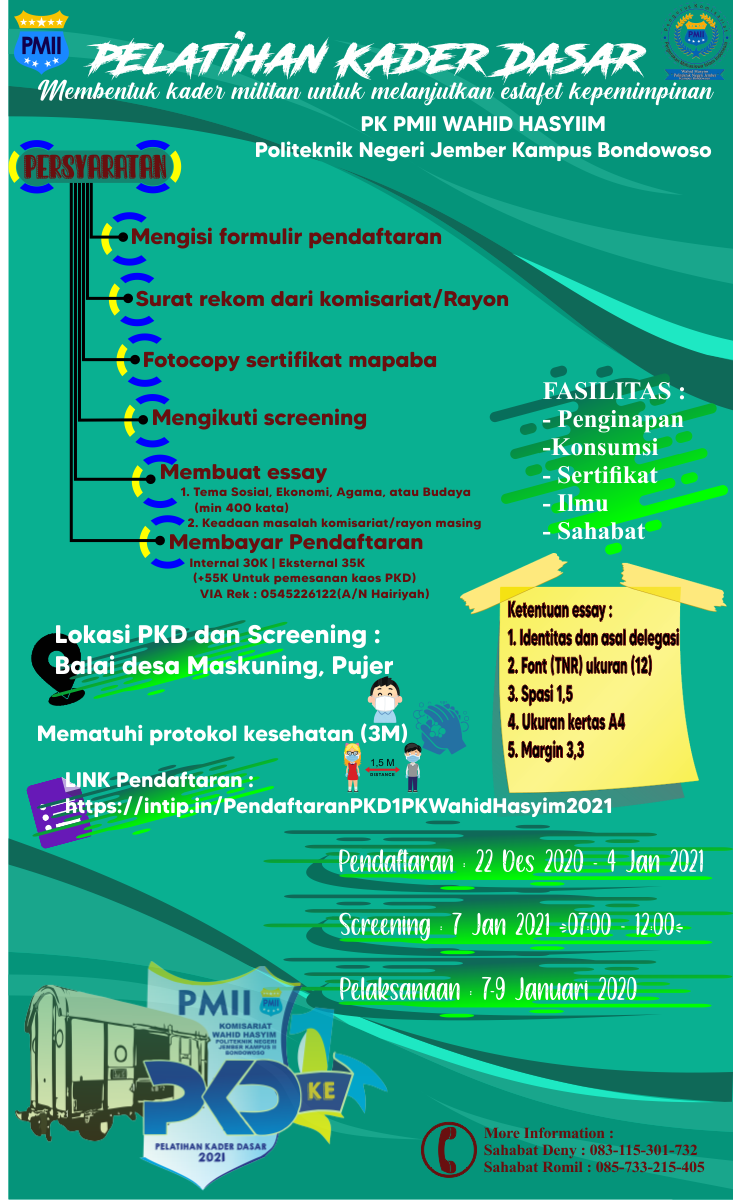 PMII
PMII
PELATIHAN KADER DASAR
Membentuk kader militan untuk melanjutkan estafet kepemimpinan
PK PMII WAHID HASYIIM
Politeknik Negeri Jember Kampus Bondowoso
PERSYARATAN
Mengisi formulir pendaftaran
Surat rekom dari komisariat/Rayon
Fotocopy sertifikat mapaba
Mengikuti screening
Membuat essay
1. Tema Sosial, Ekonomi, Agama, atau Budaya
(min 400 kata)
2. Keadaan masalah komisariat/rayon masing
Membayar Pendaftaran
Internal 30K | Eksternal 35K
(+55K Untuk pemesanan kaos PKD)
VIA Rek : 0545226122(A/N Hairiyah)
FASILITAS :
- Penginapan
-Konsumsi
- Sertifikat
- Ilmu
- Sahabat
Ketentuan essay :
1. Identitas dan asal delegasi
2. Font (TNR) ukuran (12)
3. Spasi 1,5
4. Ukuran kertas A4
5. Margin 3,3
Lokasi PKD dan Screening :
Balai desa Maskuning, Pujer
Mematuhi protokol kesehatan (3M)
1,5 M
DISTANCE
LINK Pendaftaran :
https://intip.in/PendaftaranPKD1PKWahidHasyim2021
Pendaftaran : 22 Des 2020 - 4 Jan 2021
Screening : 7 Jan 2021 ->07:00 - 12:00<-
Pelaksanaan : 7-9 Januari 2020
PMII
KOMISARIAT
WAHID HASYIM
POLITEKNIK NEGERI
JEMBER KAMPUS II
BONDOWOSO
PKD
KE
PELATIHAN KADER DASAR
2021
More Information :
Sahabat Deny : 083-115-301-732
Sahabat Romil : 085-733-215-405